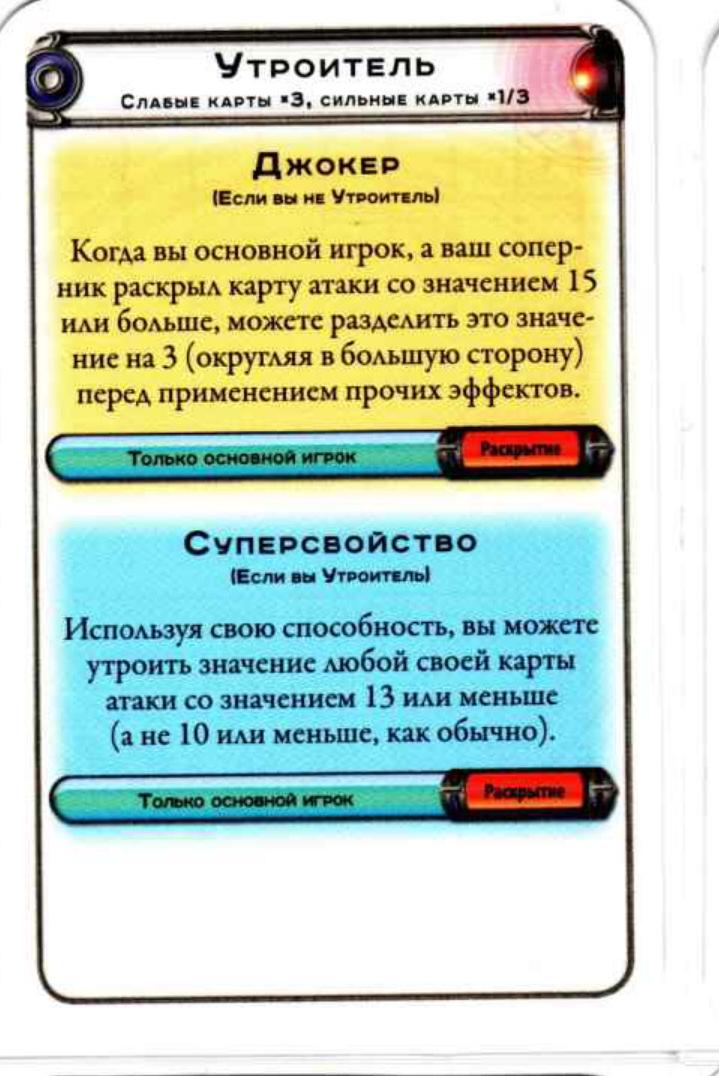 Утроитель
Слабые карты ×3, сильные карты ×1/3
Джокер
(Если вы не Утроитель)
Когда вы основной игрок, а ваш сопер-
ник раскрыл карту атаки со значением 15
или больше, можете разделить это значе-
ние на 3 (округляя в большую сторону)
перед применением прочих эффектов.
Только основной игрок
Раскрытие
Суперсвойство
(Если вы Утроитель)
Используя свою способность, вы можете
утроить значение любой своей карты
атаки со значением 13 или меньше
(а не 10 или меньше, как обычно).
Только основной игрок
Раскрытие